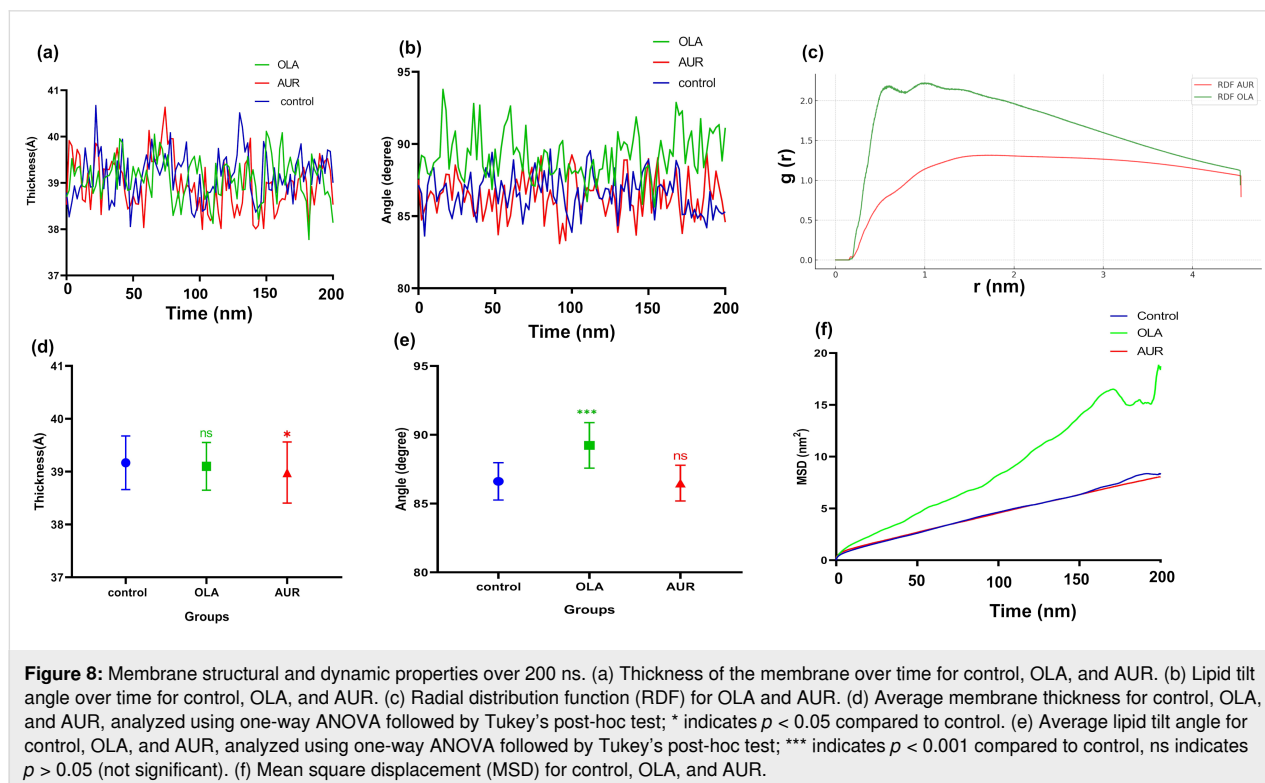 (a)
OLA
AUR
control
41
40
39
38
37
Thickness(Å)
0 50 100 150 200
Time (nm)
(b)
OLA
AUR
control
95
90
85
80
Angle (degree)
0 50 100 150 200
Time (nm)
(c)
RDF AUR
RDF OLA
2.0
1.5
1.0
0.5
0.0
g (r)
0 1 2 3 4
r (nm)
(d)
41
40
39
38
37
Thickness(Å)
ns
*
control OLA AUR
Groups
(e)
95
90
85
80
Angle (degree)
***
ns
control OLA AUR
Groups
(f)
Control
OLA
AUR
20
15
10
5
0
MSD (nm²)
0 50 100 150 200
Time (nm)
Figure 8: Membrane structural and dynamic properties over 200 ns. (a) Thickness of the membrane over time for control, OLA, and AUR. (b) Lipid tilt
angle over time for control, OLA, and AUR. (c) Radial distribution function (RDF) for OLA and AUR. (d) Average membrane thickness for control, OLA,
and AUR, analyzed using one-way ANOVA followed by Tukey's post-hoc test; * indicates p < 0.05 compared to control. (e) Average lipid tilt angle for
control, OLA, and AUR, analyzed using one-way ANOVA followed by Tukey's post-hoc test; *** indicates p < 0.001 compared to control, ns indicates
p > 0.05 (not significant). (f) Mean square displacement (MSD) for control, OLA, and AUR.